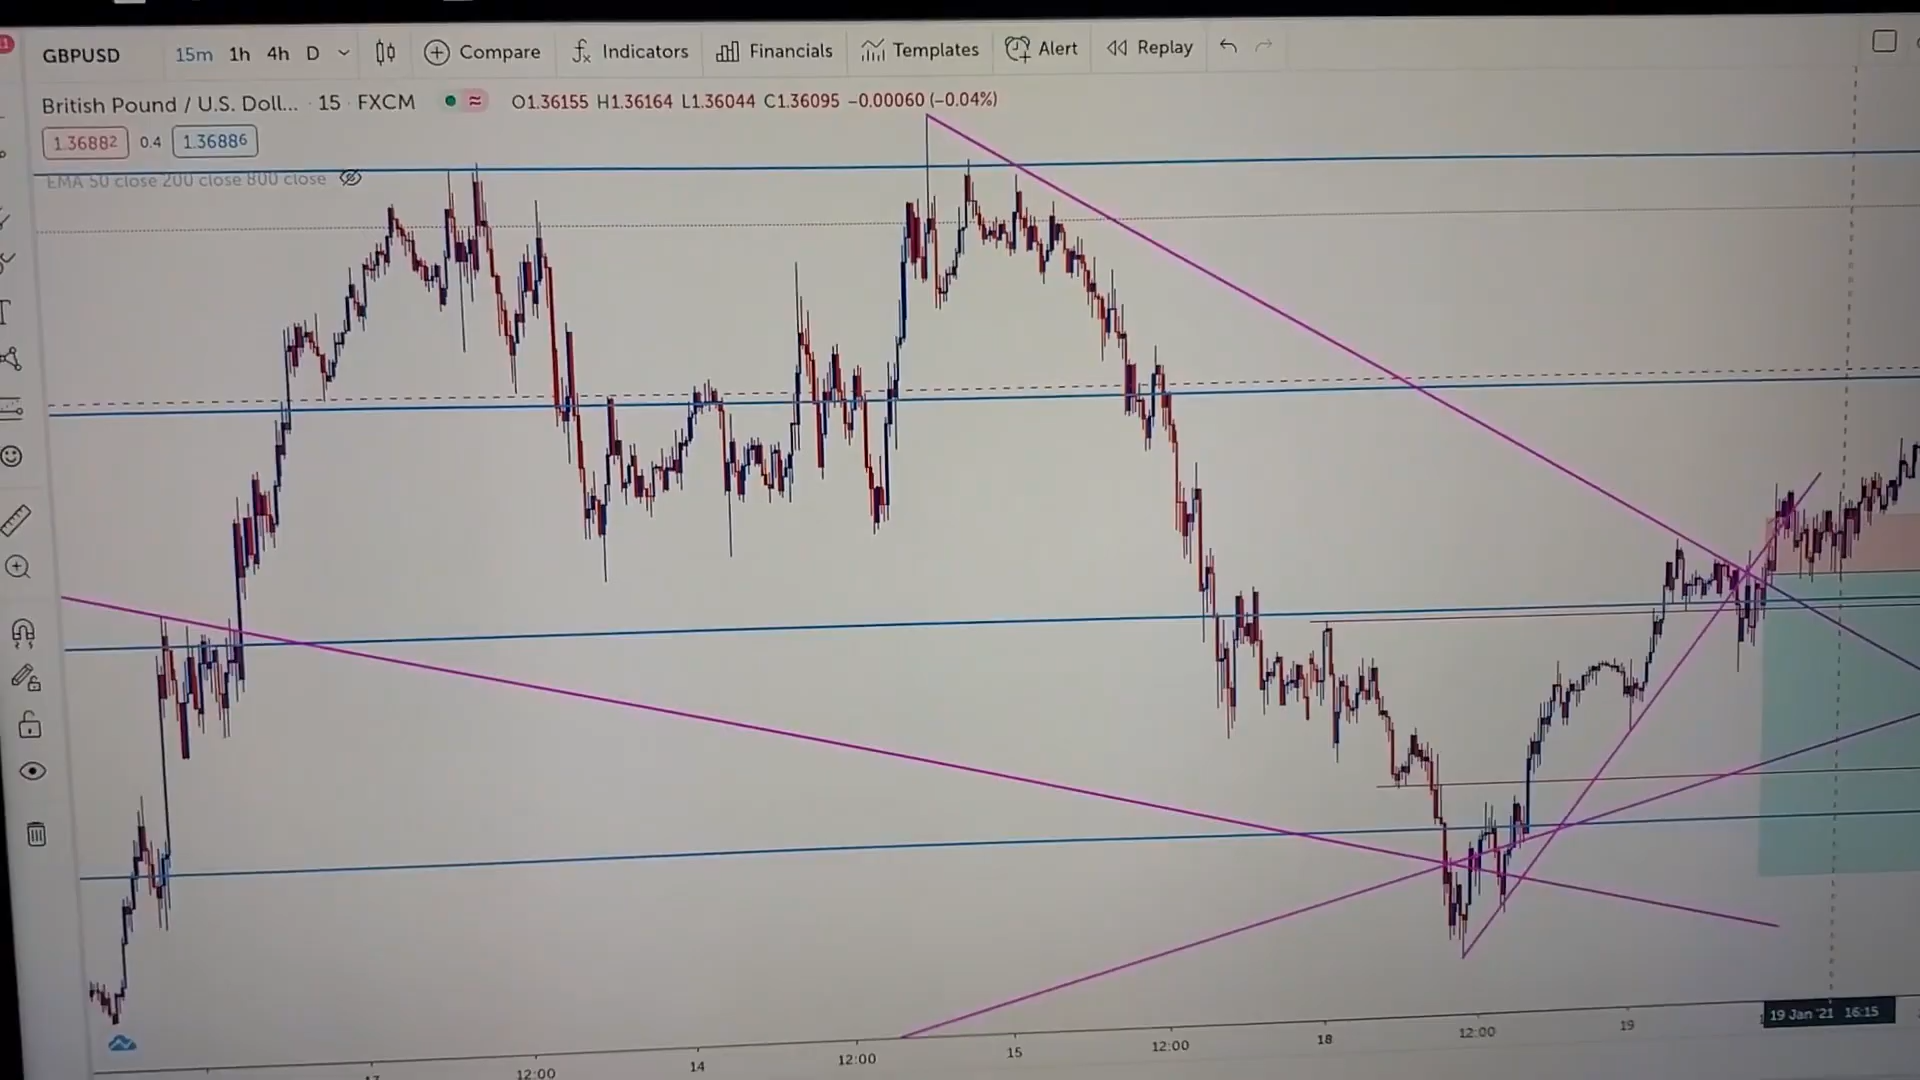 GBPUSD 15m 1h 4h D Compare Indicators Financials Templates Alert Replay
British Pound / U.S. Doll... · 15 · FXCM O1.36155 H1.36164 L1.36044 C1.36095 −0.00060 (−0.04%)
1.36882 0.4 1.36886
EMA 50 close 200 close 800 close
12:00 14 12:00 15 12:00 18 12:00 19 19 Jan '21 16:15